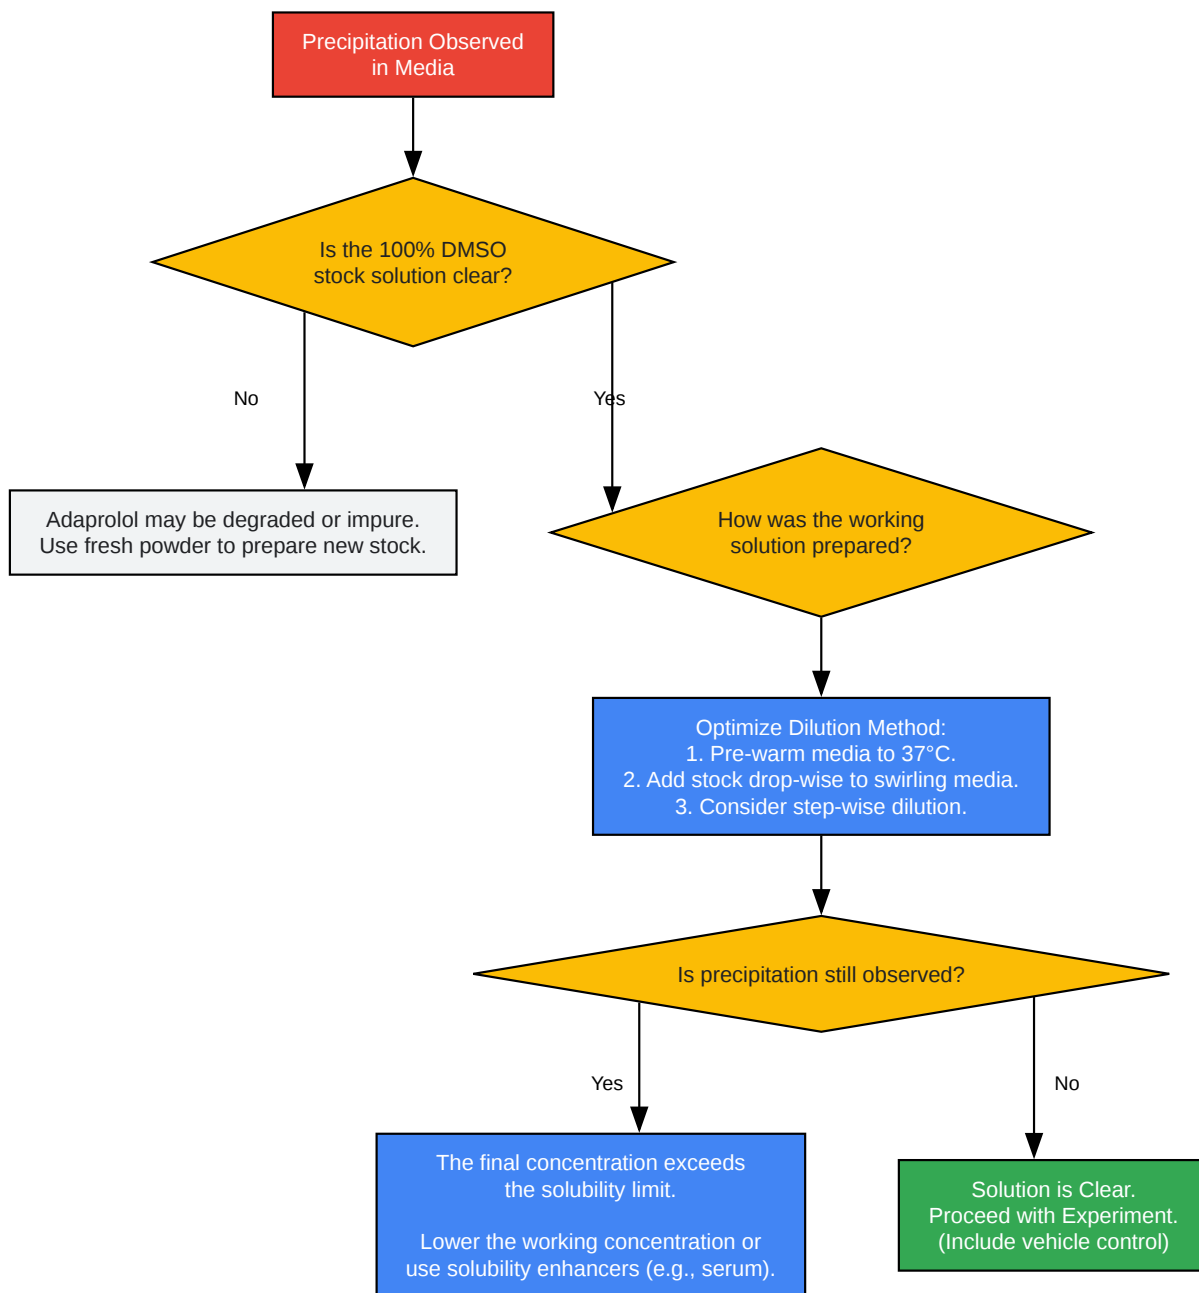 Precipitation Observed
in Media
Is the 100% DMSO
stock solution clear?
No
Yes
Adaprolol may be degraded or impure.
Use fresh powder to prepare new stock.
How was the working
solution prepared?
Optimize Dilution Method:
1. Pre-warm media to 37°C.
2. Add stock drop-wise to swirling media.
3. Consider step-wise dilution.
Is precipitation still observed?
Yes
No
The final concentration exceeds
the solubility limit.
Lower the working concentration or
use solubility enhancers (e.g., serum).
Solution is Clear.
Proceed with Experiment.
(Include vehicle control)